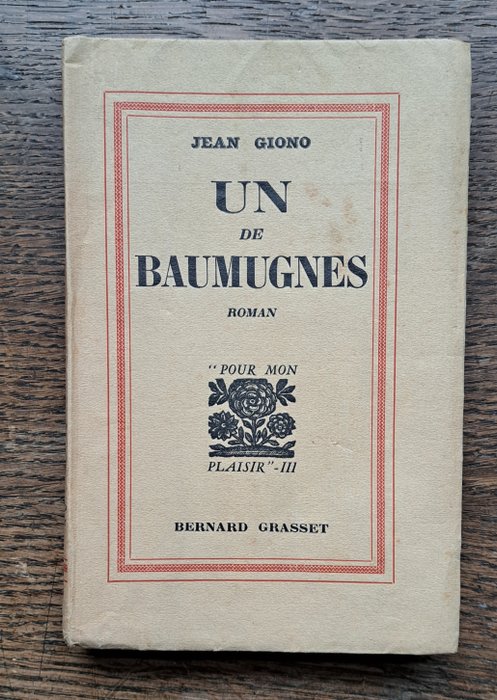 JEAN GIONO
UN
DE
BAUMUGNES
ROMAN
"POUR MON
PLAISIR"-III
BERNARD GRASSET